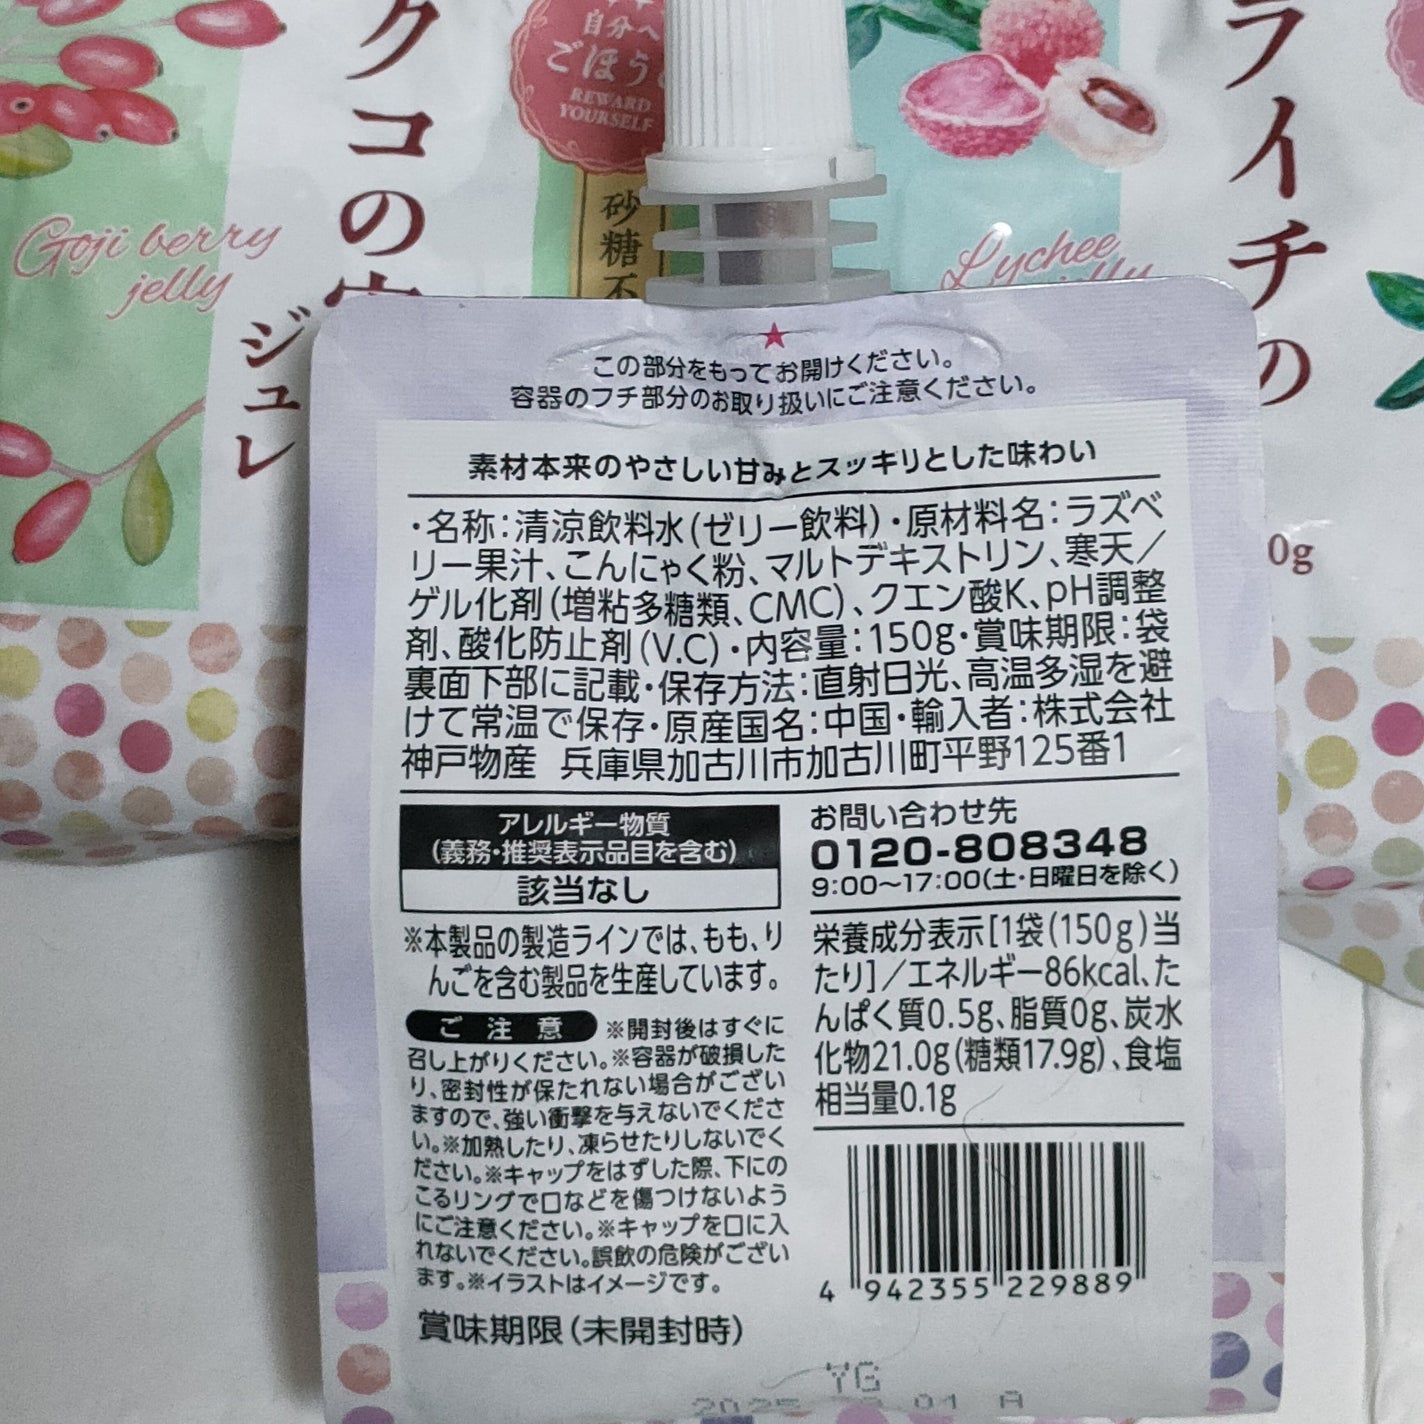 クコの実
ジュレ
Goji berry
jelly
自分へ
ごほう
REWARD
YOURSELF
砂糖不
ライチの
Lychee
jelly
0g
この部分をもってお開けください。
容器のフチ部分のお取り扱いにご注意ください。
素材本来のやさしい甘みとスッキリとした味わい
・名称:清涼飲料水(ゼリー飲料)・原材料名:ラズベ
リー果汁、こんにゃく粉、マルトデキストリン、寒天/
ゲル化剤(増粘多糖類、CMC)、クエン酸K、pH調整
剤、酸化防止剤(V.C)・内容量:150g・賞味期限:袋
裏面下部に記載・保存方法:直射日光、高温多湿を避
けて常温で保存・原産国名:中国・輸入者:株式会社
神戸物産 兵庫県加古川市加古川町平野125番1
アレルギー物質
(義務・推奨表示品目を含む)
該当なし
※本製品の製造ラインでは、もも、り
んごを含む製品を生産しています。
ご注意 ※開封後はすぐに
召し上がりください。※容器が破損した
り、密封性が保たれない場合がござい
ますので、強い衝撃を与えないでくださ
い。※加熱したり、凍らせたりしないでく
ださい。※キャップをはずした際、下にの
こるリングで口などを傷つけないよう
にご注意ください。※キャップを口に入
れないでください。誤飲の危険がござい
ます。※イラストはイメージです。
賞味期限(未開封時)
お問い合わせ先
0120-808348
9:00〜17:00(土・日曜日を除く)
栄養成分表示[1袋(150g)当
たり]/エネルギー86kcal、た
んぱく質0.5g、脂質0g、炭水
化物21.0g(糖類17.9g)、食塩
相当量0.1g
4 942355 229889
YG
2025 01 A